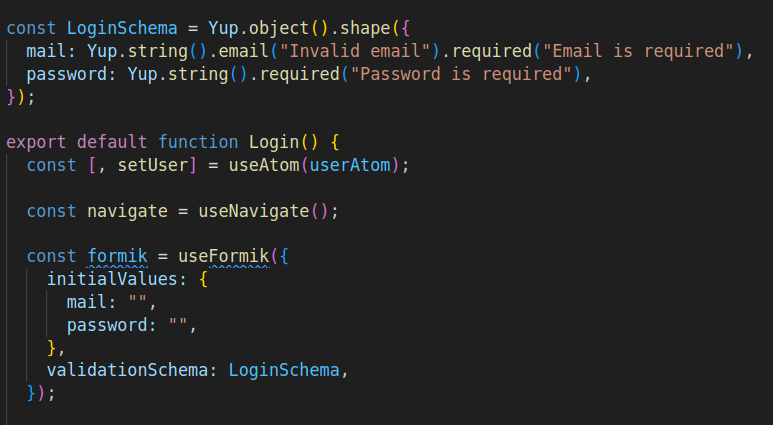 const LoginSchema = Yup.object().shape({
  mail: Yup.string().email("Invalid email").required("Email is required"),
  password: Yup.string().required("Password is required"),
});

export default function Login() {
  const [, setUser] = useAtom(userAtom);

  const navigate = useNavigate();

  const formik = useFormik({
    initialValues: {
      mail: "",
      password: "",
    },
    validationSchema: LoginSchema,
  });